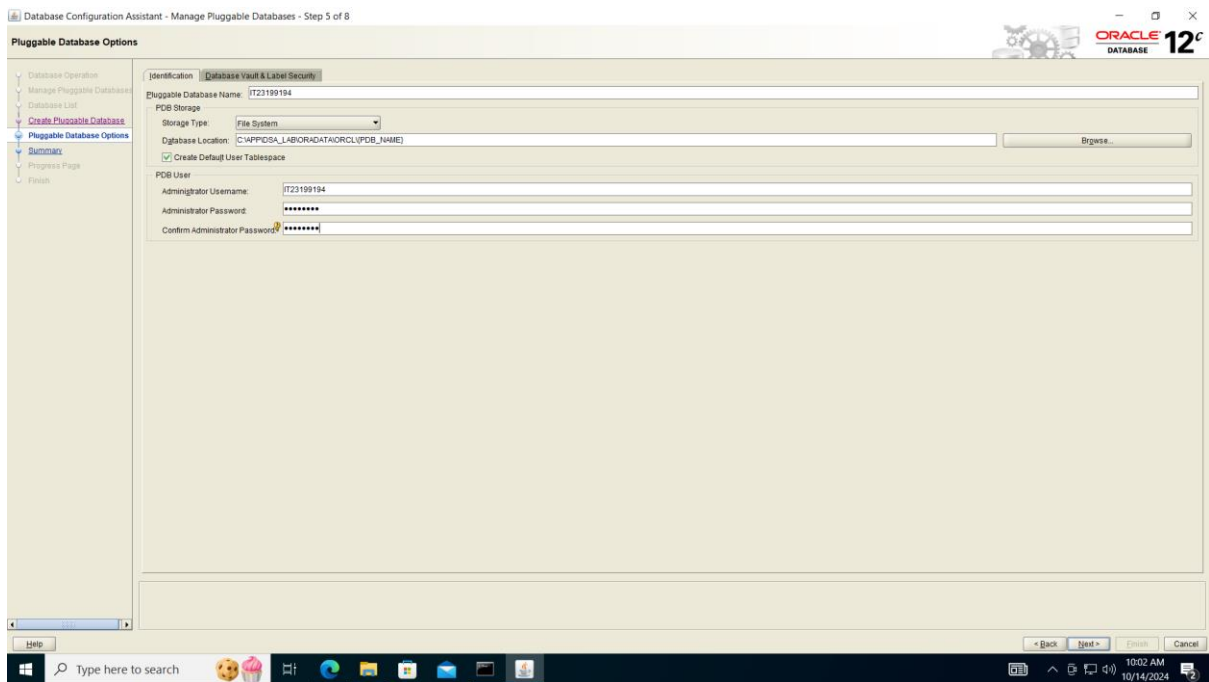 Database Configuration Assistant - Manage Pluggable Databases - Step 5 of 8
Pluggable Database Options
ORACLE 12c
DATABASE
Database Operation
Manage Pluggable Databases
Database List
Create Pluggable Database
Pluggable Database Options
Summary
Progress Page
Finish
Identification Database Vault & Label Security
Pluggable Database Name: IT23199194
PDB Storage
Storage Type: File System
Database Location: C:\APP\DSA_LAB\ORADATA\ORCL\{PDB_NAME} Browse...
Create Default User Tablespace
PDB User
Administrator Username: IT23199194
Administrator Password: ••••••••
Confirm Administrator Password: ••••••••
Help < Back Next > Finish Cancel
Type here to search
10:02 AM
10/14/2024
2